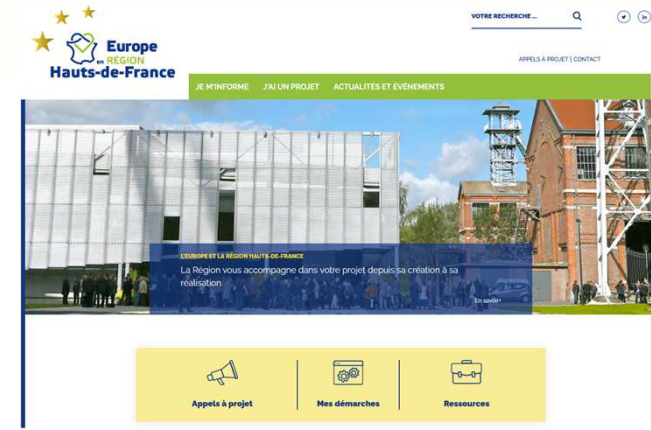 VOTRE RECHERCHE ...
Europe
EN RÉGION
Hauts-de-France
APPELS À PROJET | CONTACT
JE M'INFORME J'AI UN PROJET ACTUALITÉS ET ÉVÉNEMENTS
L'EUROPE ET LA RÉGION HAUTS-DE-FRANCE
La Région vous accompagne dans votre projet depuis sa création à sa
réalisation.
En savoir+
Appels à projet Mes démarches Ressources